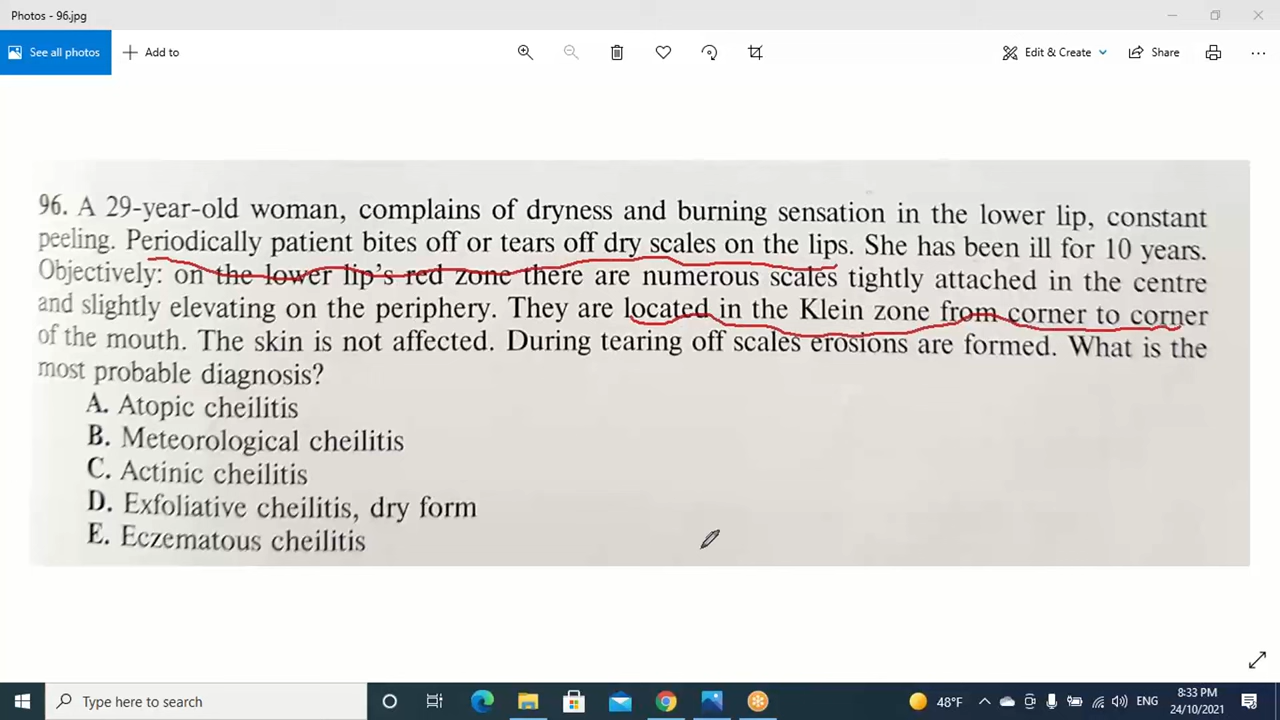 Photos - 96.jpg
See all photos
Add to
Edit & Create
Share
96. A 29-year-old woman, complains of dryness and burning sensation in the lower lip, constant
peeling. Periodically patient bites off or tears off dry scales on the lips. She has been ill for 10 years.
Objectively: on the lower lip's red zone there are numerous scales tightly attached in the centre
and slightly elevating on the periphery. They are located in the Klein zone from corner to corner
of the mouth. The skin is not affected. During tearing off scales erosions are formed. What is the
most probable diagnosis?
A. Atopic cheilitis
B. Meteorological cheilitis
C. Actinic cheilitis
D. Exfoliative cheilitis, dry form
E. Eczematous cheilitis
Type here to search
48°F
ENG
8:33 PM
24/10/2021